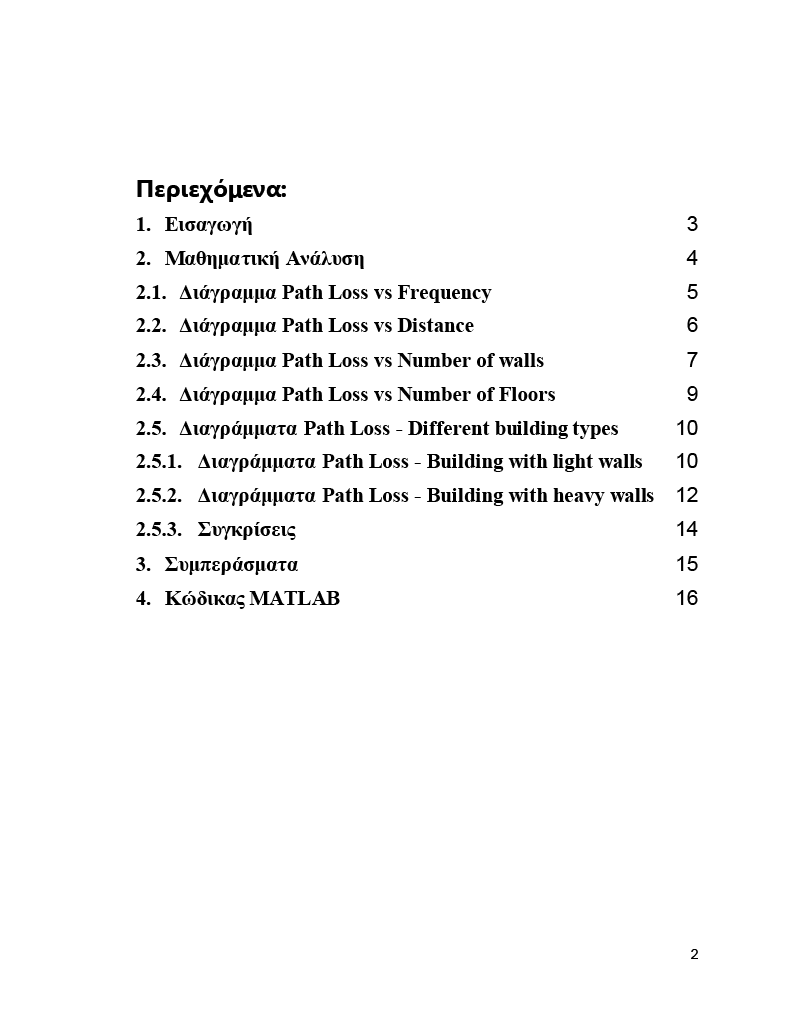 Περιεχόμενα:
1. Εισαγωγή 3
2. Μαθηματική Ανάλυση 4
2.1. Διάγραμμα Path Loss vs Frequency 5
2.2. Διάγραμμα Path Loss vs Distance 6
2.3. Διάγραμμα Path Loss vs Number of walls 7
2.4. Διάγραμμα Path Loss vs Number of Floors 9
2.5. Διαγράμματα Path Loss - Different building types 10
2.5.1. Διαγράμματα Path Loss - Building with light walls 10
2.5.2. Διαγράμματα Path Loss - Building with heavy walls 12
2.5.3. Συγκρίσεις 14
3. Συμπεράσματα 15
4. Κώδικας MATLAB 16
2